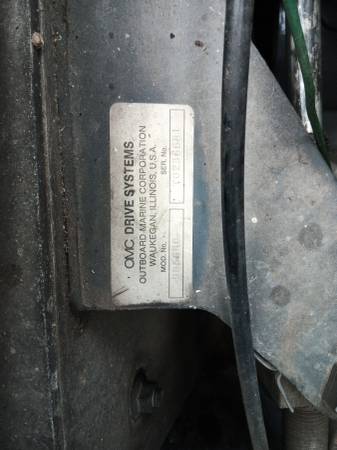 OMC DRIVE SYSTEMS
OUTBOARD MARINE CORPORATION
WAUKEGAN, ILLINOIS, U.S.A.
MOD. No. SER. No.